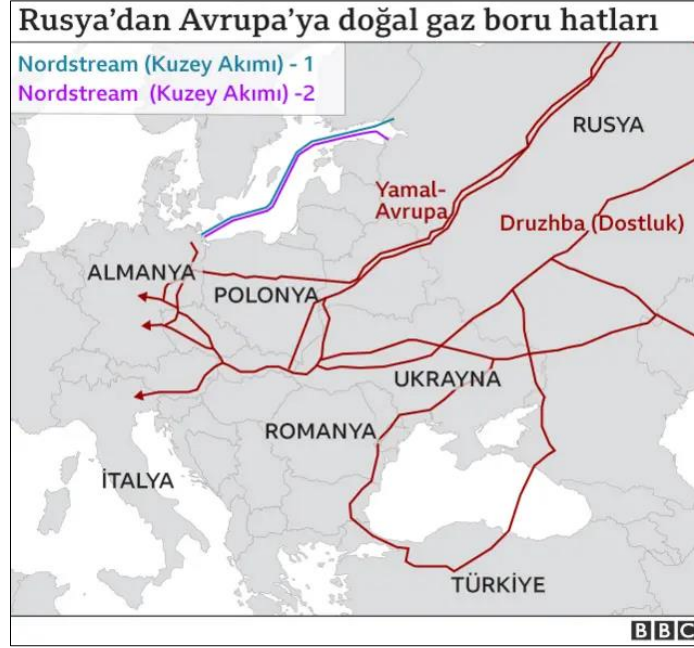 Rusya’dan Avrupa’ya doğal gaz boru hatları
Nordstream (Kuzey Akımı) - 1
Nordstream (Kuzey Akımı) -2
RUSYA
Yamal-
Avrupa
Druzhba (Dostluk)
ALMANYA
POLONYA
UKRAYNA
ROMANYA
İTALYA
TÜRKİYE
BBC